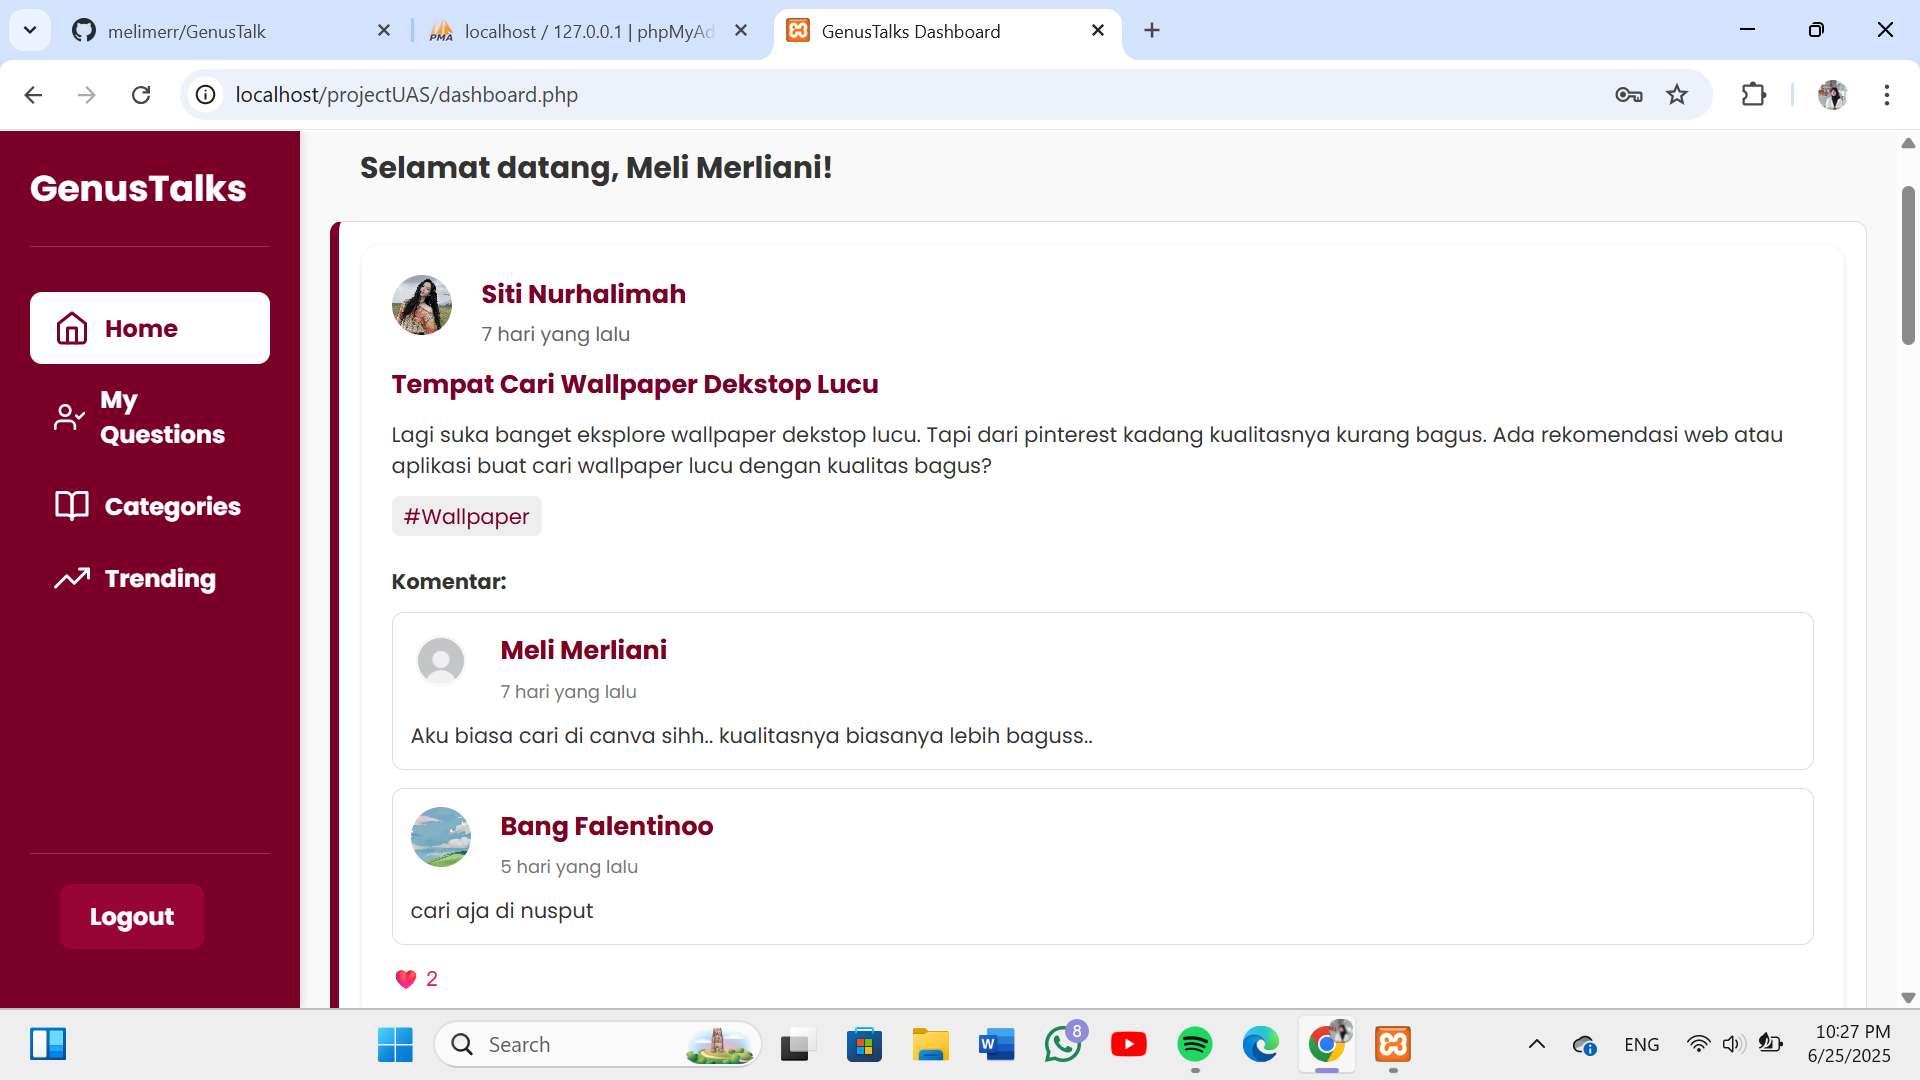 melimerr/GenusTalk
localhost / 127.0.0.1 | phpMyAd
GenusTalks Dashboard
localhost/projectUAS/dashboard.php
GenusTalks
Home
My
Questions
Categories
Trending
Logout
Selamat datang, Meli Merliani!
Siti Nurhalimah
7 hari yang lalu
Tempat Cari Wallpaper Dekstop Lucu
Lagi suka banget eksplore wallpaper dekstop lucu. Tapi dari pinterest kadang kualitasnya kurang bagus. Ada rekomendasi web atau
aplikasi buat cari wallpaper lucu dengan kualitas bagus?
#Wallpaper
Komentar:
Meli Merliani
7 hari yang lalu
Aku biasa cari di canva sihh.. kualitasnya biasanya lebih baguss..
Bang Falentinoo
5 hari yang lalu
cari aja di nusput
2
Search
8
ENG
10:27 PM
6/25/2025